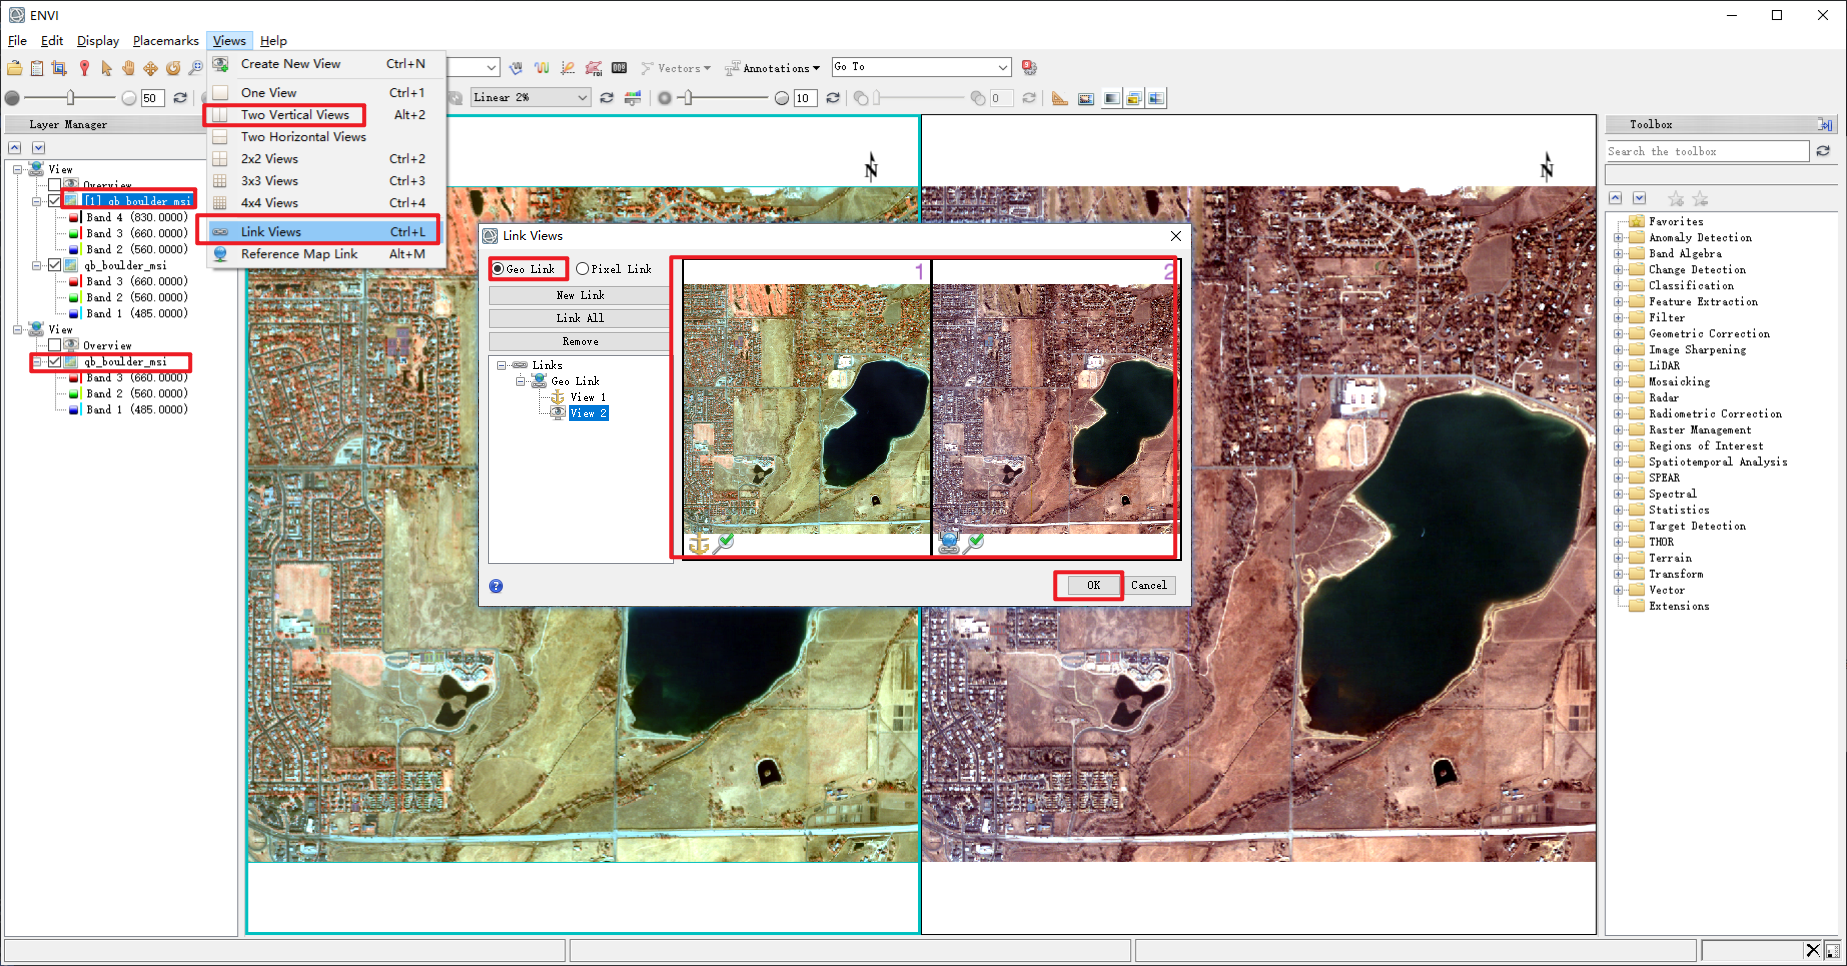 ENVI
File Edit Display Placemarks Views Help
Create New View Ctrl+N
One View Ctrl+1
Two Vertical Views Alt+2
Two Horizontal Views
2x2 Views Ctrl+2
3x3 Views Ctrl+3
4x4 Views Ctrl+4
Link Views Ctrl+L
Reference Map Link Alt+M
roi
Vectors
Annotations
Go To
50
Linear 2%
10
0
Layer Manager
View
Overview
[1] qb_boulder_msi
Band 4 (830.0000)
Band 3 (660.0000)
Band 2 (560.0000)
qb_boulder_msi
Band 3 (660.0000)
Band 2 (560.0000)
Band 1 (485.0000)
View
Overview
qb_boulder_msi
Band 3 (660.0000)
Band 2 (560.0000)
Band 1 (485.0000)
N
N
Link Views
Geo Link Pixel Link
New Link
Link All
Remove
Links
Geo Link
View 1
View 2
1
2
OK Cancel
Toolbox
Search the toolbox
Favorites
Anomaly Detection
Band Algebra
Change Detection
Classification
Feature Extraction
Filter
Geometric Correction
Image Sharpening
LiDAR
Mosaicking
Radar
Radiometric Correction
Raster Management
Regions of Interest
Spatiotemporal Analysis
SPEAR
Spectral
Statistics
Target Detection
THOR
Terrain
Transform
Vector
Extensions